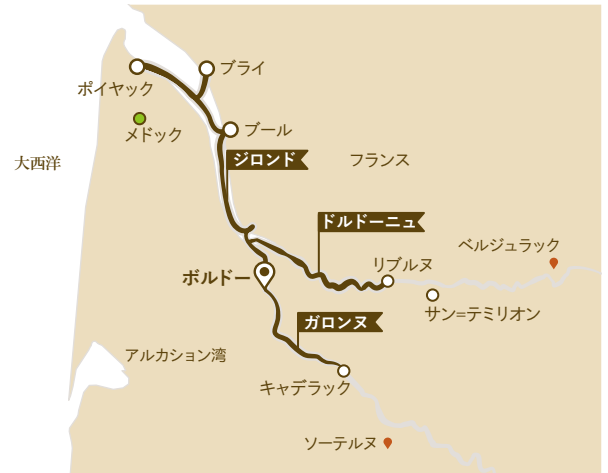 ブライ
ポイヤック
ブール
メドック
大西洋
ジロンド
フランス
ドルドーニュ
ベルジュラック
リブルヌ
ボルドー
サン=テミリオン
ガロンヌ
アルカション湾
キャデラック
ソーテルヌ